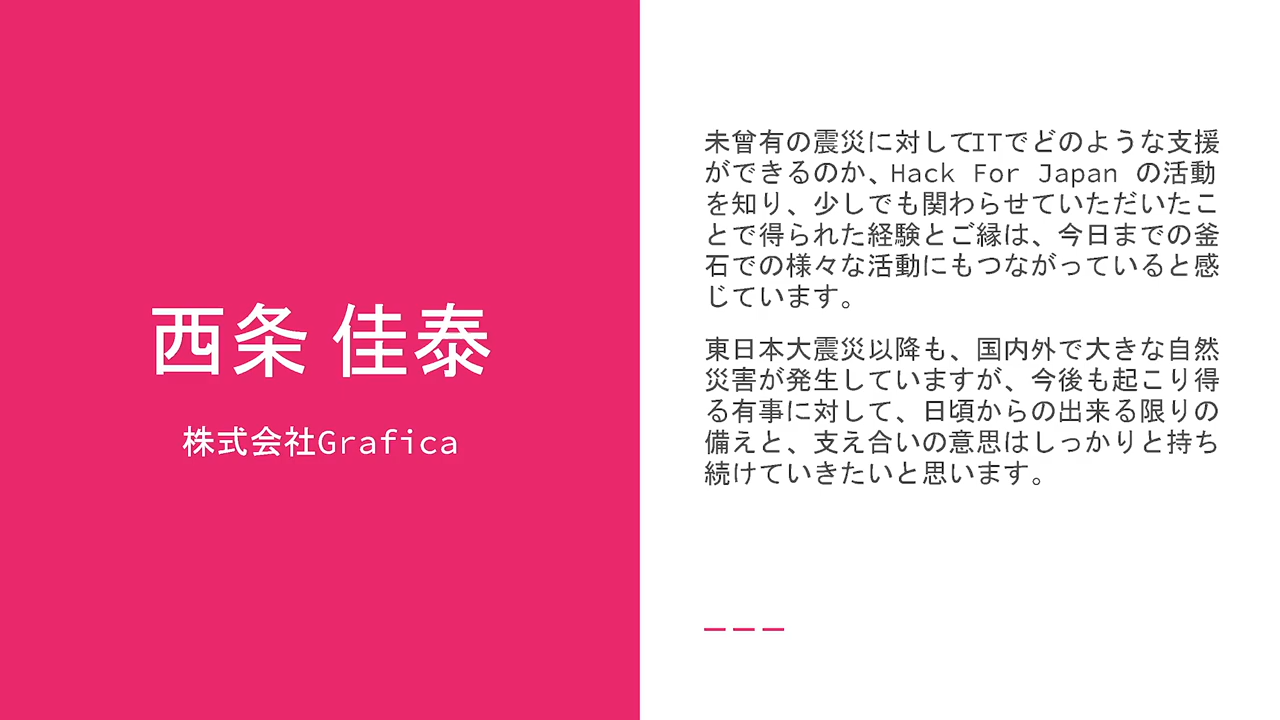 西条 佳泰
株式会社Grafica
未曾有の震災に対してITでどのような支援
ができるのか、Hack For Japan の活動
を知り、少しでも関わらせていただいたこ
とで得られた経験とご縁は、今日までの釜
石での様々な活動にもつながっていると感
じています。
東日本大震災以降も、国内外で大きな自然
災害が発生していますが、今後も起こり得
る有事に対して、日頃からの出来る限りの
備えと、支え合いの意思はしっかりと持ち
続けていきたいと思います。